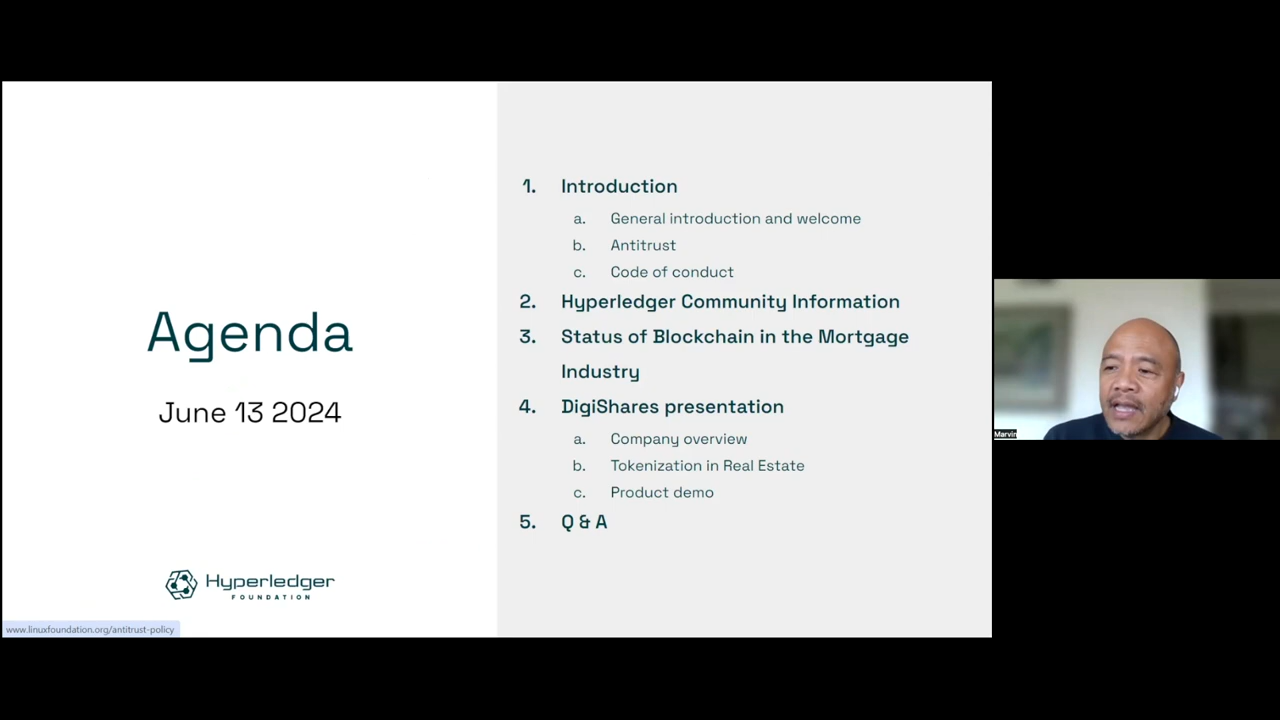 Agenda
June 13 2024
Hyperledger
FOUNDATION
www.linuxfoundation.org/antitrust-policy
1. Introduction
a. General introduction and welcome
b. Antitrust
c. Code of conduct
2. Hyperledger Community Information
3. Status of Blockchain in the Mortgage
Industry
4. DigiShares presentation
a. Company overview
b. Tokenization in Real Estate
c. Product demo
5. Q & A
Marvin